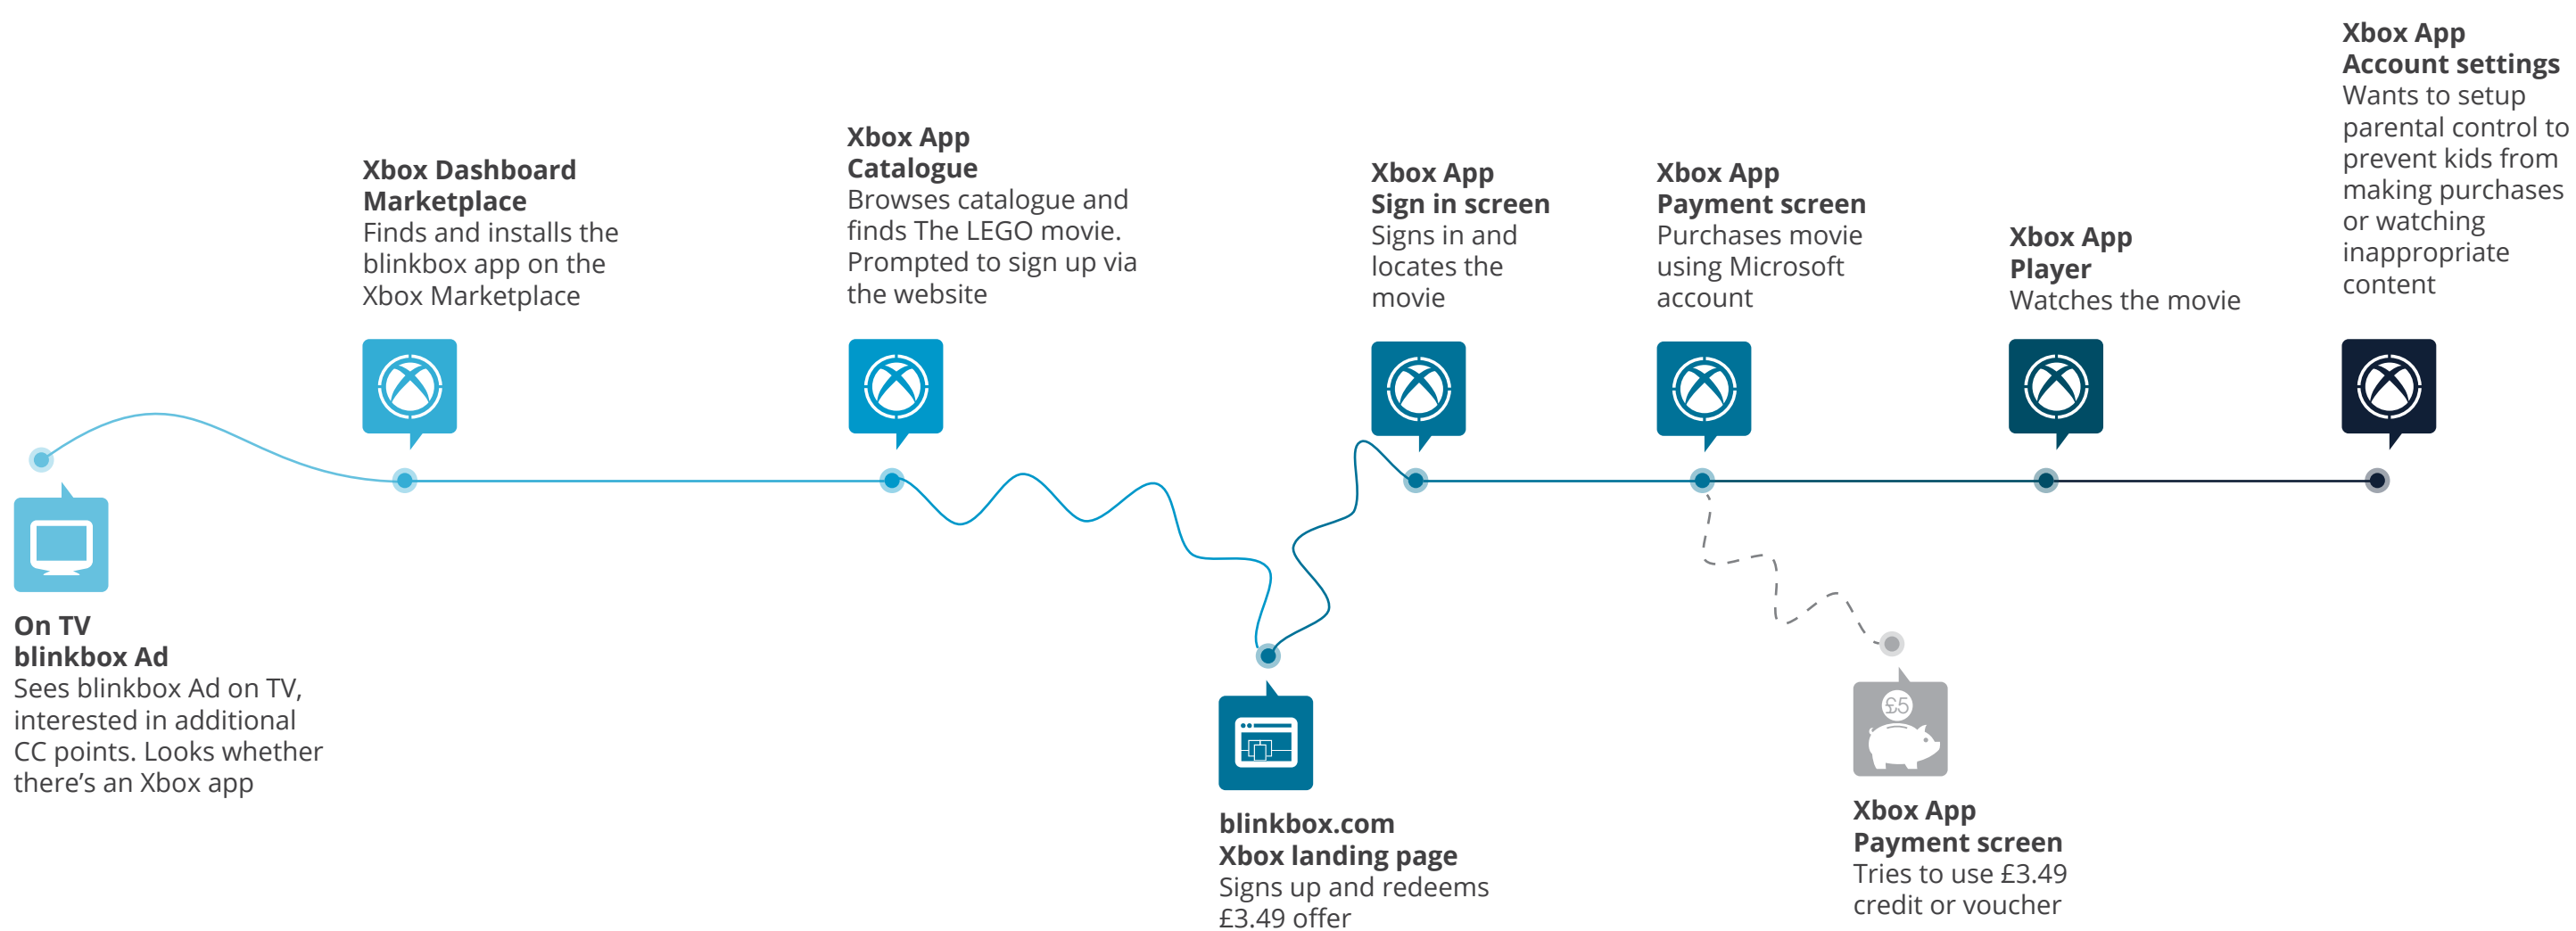 On TV
blinkbox Ad
Sees blinkbox Ad on TV,
interested in additional
CC points. Looks whether
there's an Xbox app
Xbox Dashboard
Marketplace
Finds and installs the
blinkbox app on the
Xbox Marketplace
Xbox App
Catalogue
Browses catalogue and
finds The LEGO movie.
Prompted to sign up via
the website
blinkbox.com
Xbox landing page
Signs up and redeems
£3.49 offer
Xbox App
Sign in screen
Signs in and
locates the
movie
Xbox App
Payment screen
Purchases movie
using Microsoft
account
£5
Xbox App
Payment screen
Tries to use £3.49
credit or voucher
Xbox App
Player
Watches the movie
Xbox App
Account settings
Wants to setup
parental control to
prevent kids from
making purchases
or watching
inappropriate
content